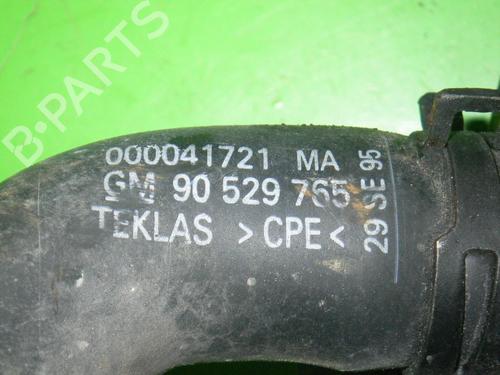 B-PARTS
000041721 MA
GM 90 529 765
TEKLAS >CPE<
29 SE 95